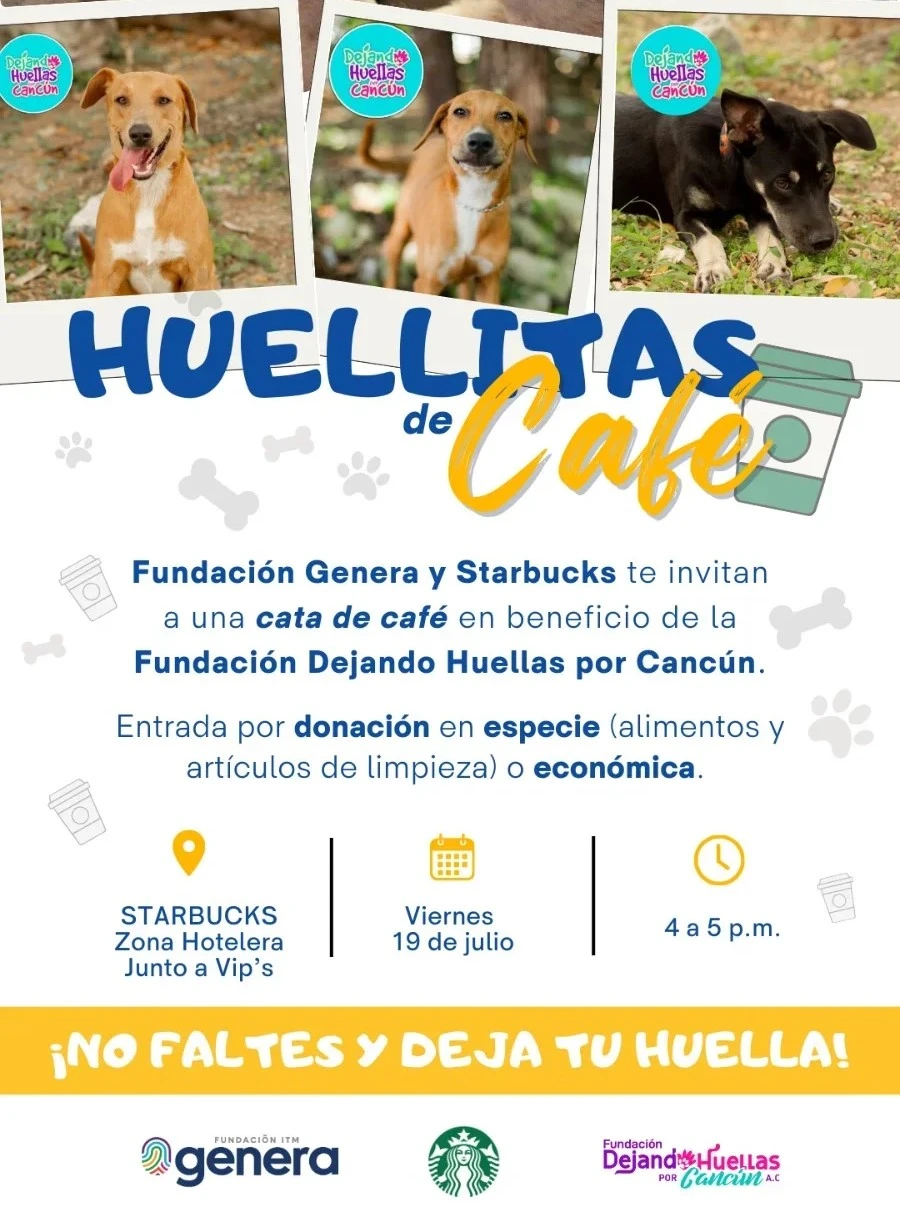 Dejando
Huellas
Cancún
Dejando
Huellas
Cancún
Dejando
Huellas
Cancún
HUELLITAS
de Café
Fundación Genera y Starbucks te invitan
a una cata de café en beneficio de la
Fundación Dejando Huellas por Cancún.
Entrada por donación en especie (alimentos y
artículos de limpieza) o económica.
STARBUCKS
Zona Hotelera
Junto a Vip's
Viernes
19 de julio
4 a 5 p.m.
¡NO FALTES Y DEJA TU HUELLA!
FUNDACIÓN ITM
genera
Fundación
Dejando Huellas
POR Cancún A.C